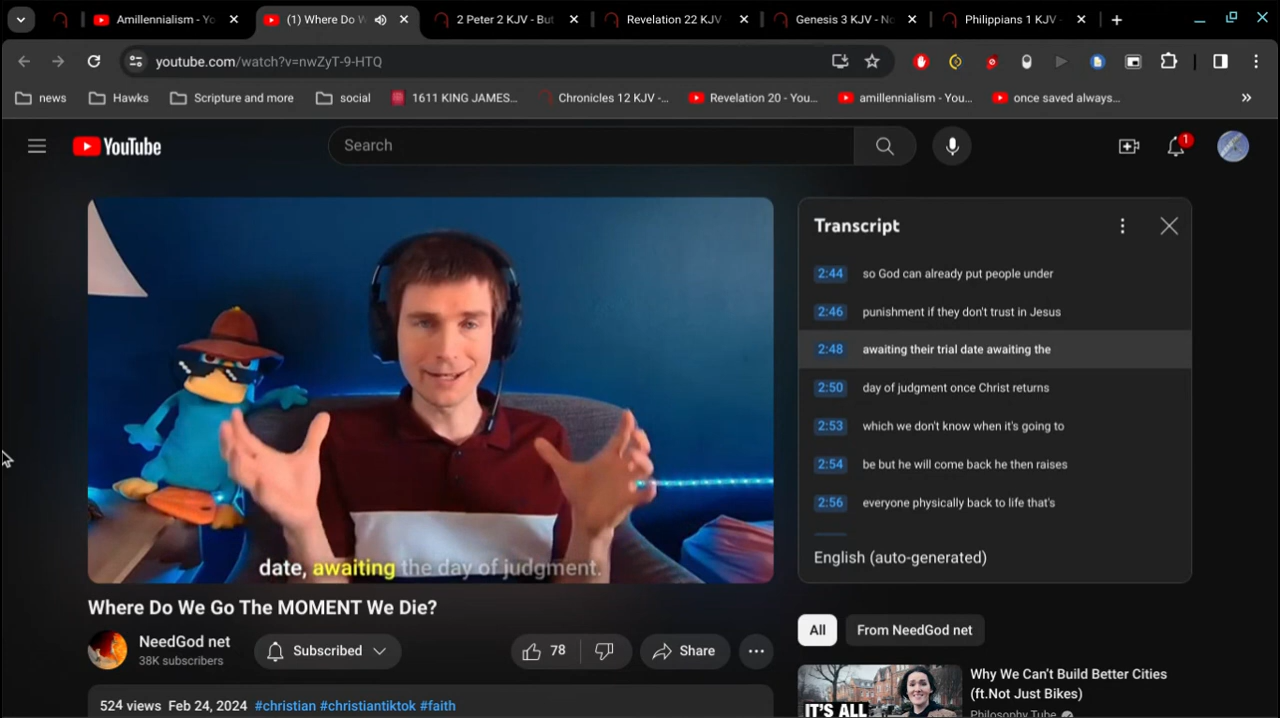 Amillennialism - Yo
(1) Where Do W
2 Peter 2 KJV - But
Revelation 22 KJV
Genesis 3 KJV - No
Philippians 1 KJV -
youtube.com/watch?v=nwZyT-9-HTQ
news
Hawks
Scripture and more
social
1611 KING JAMES...
Chronicles 12 KJV -...
Revelation 20 - You...
amillennialism - You...
once saved always...
YouTube
Search
1
Transcript
2:44 so God can already put people under
2:46 punishment if they don't trust in Jesus
2:48 awaiting their trial date awaiting the
2:50 day of judgment once Christ returns
2:53 which we don't know when it's going to
2:54 be but he will come back he then raises
2:56 everyone physically back to life that's
English (auto-generated)
date, awaiting the day of judgment.
Where Do We Go The MOMENT We Die?
NeedGod net
38K subscribers
Subscribed
78
Share
524 views Feb 24, 2024 #christian #christiantiktok #faith
All
From NeedGod net
IT'S ALL
Why We Can't Build Better Cities
(ft.Not Just Bikes)
Philosophy Tube